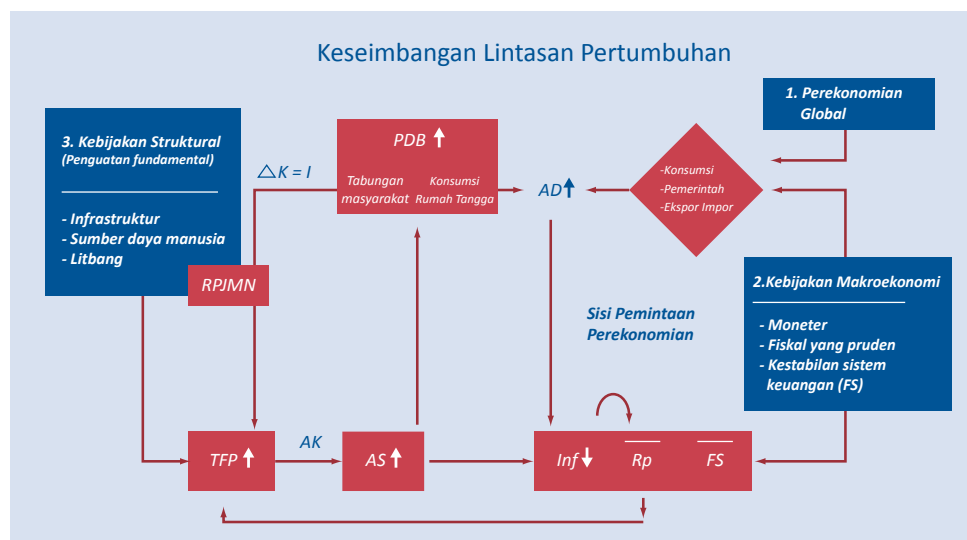 Keseimbangan Lintasan Pertumbuhan
1. Perekonomian
Global
3. Kebijakan Struktural
(Penguatan fundamental)
- Infrastruktur
- Sumber daya manusia
- Litbang
RPJMN
△K = I
PDB
Tabungan
masyarakat
Konsumsi
Rumah Tangga
AD
-Konsumsi
-Pemerintah
-Ekspor Impor
2.Kebijakan Makroekonomi
- Moneter
- Fiskal yang pruden
- Kestabilan sistem
keuangan (FS)
Sisi Pemintaan
Perekonomian
TFP
AK
AS
Inf
Rp
FS